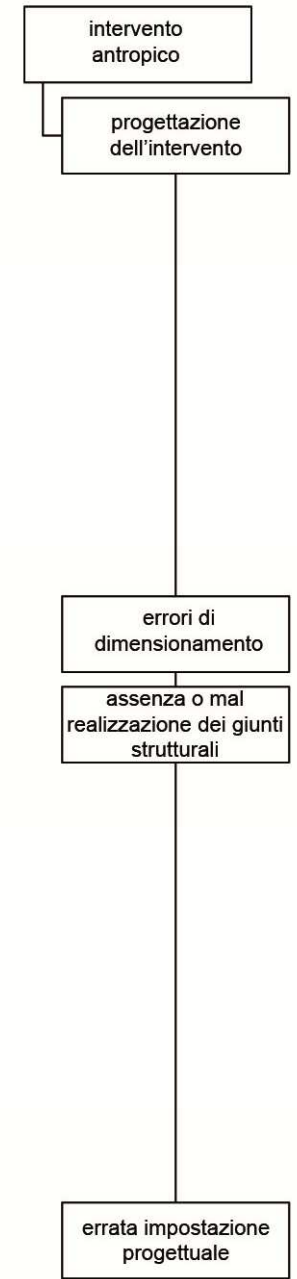 intervento
antropico
progettazione
dell'intervento
errori di
dimensionamento
assenza o mal
realizzazione dei giunti
strutturali
errata impostazione
progettuale